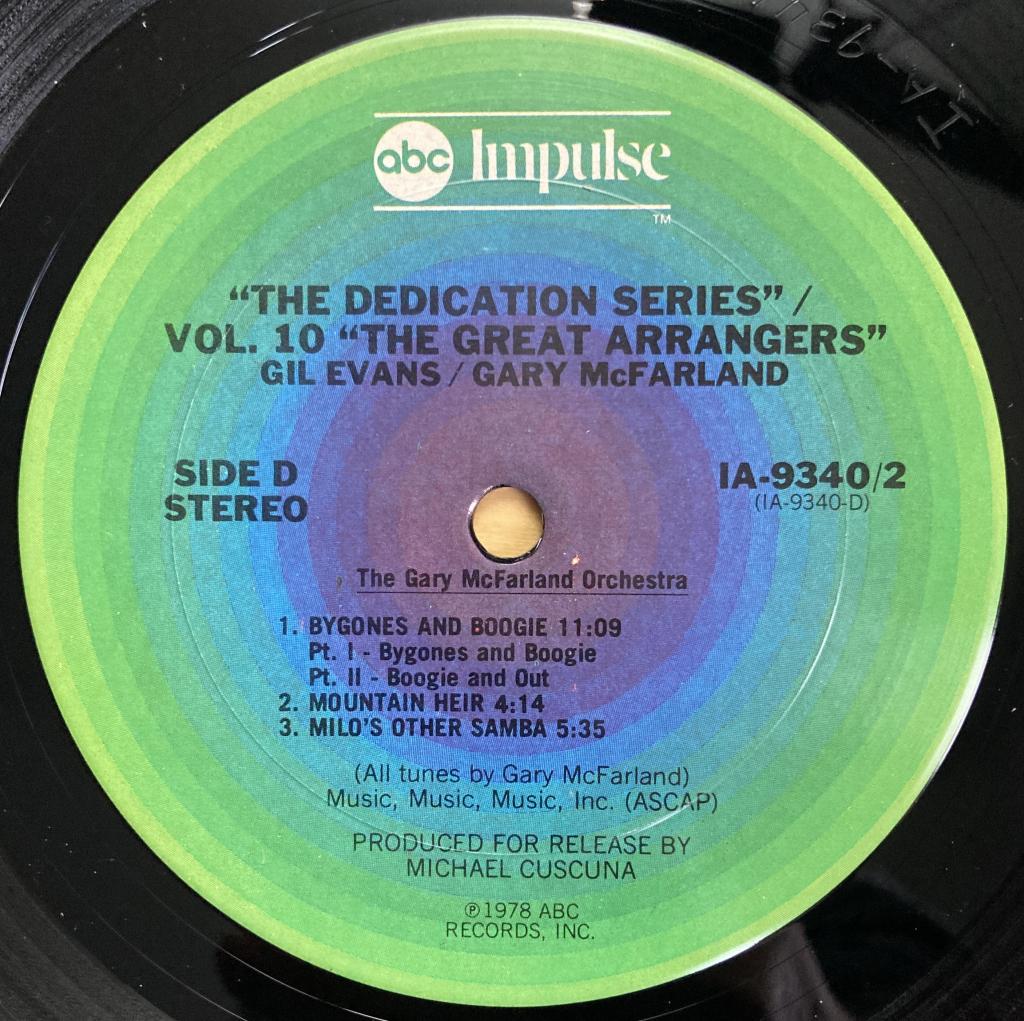 abc Impulse
TM
“THE DEDICATION SERIES” /
VOL. 10 “THE GREAT ARRANGERS”
GIL EVANS / GARY McFARLAND
SIDE D
STEREO
IA-9340/2
(IA-9340-D)
The Gary McFarland Orchestra
1. BYGONES AND BOOGIE 11:09
Pt. I - Bygones and Boogie
Pt. II - Boogie and Out
2. MOUNTAIN HEIR 4:14
3. MILO'S OTHER SAMBA 5:35
(All tunes by Gary McFarland)
Music, Music, Music, Inc. (ASCAP)
PRODUCED FOR RELEASE BY
MICHAEL CUSCUNA
℗1978 ABC
RECORDS, INC.